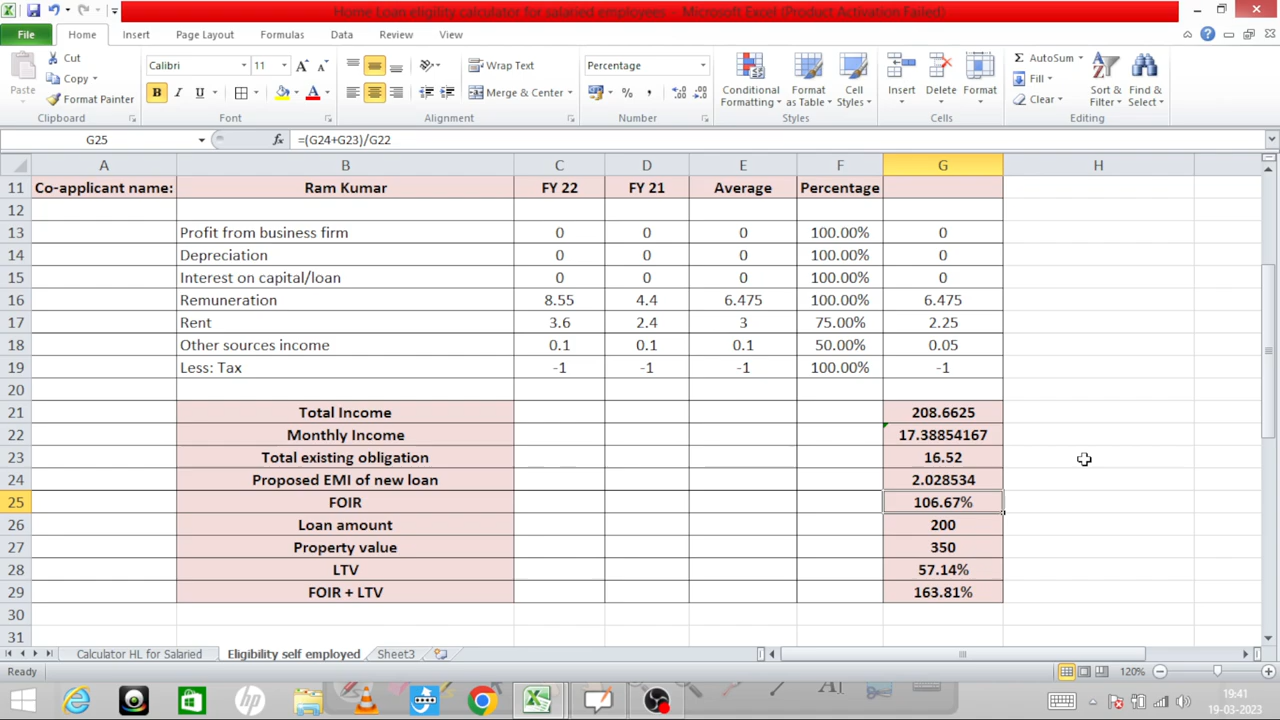 Home Loan eligility calculator for salaried employees - Microsoft Excel (Product Activation Failed)
File Home Insert Page Layout Formulas Data Review View
Paste Cut Copy Format Painter Clipboard
Calibri 11 A A B I U A Font
Wrap Text Merge & Center Alignment
Percentage % , Number
Conditional Formatting Format as Table Cell Styles Styles
Insert Delete Format Cells
Σ AutoSum Fill Clear Sort & Filter Find & Select Editing
G25 fx =(G24+G23)/G22
A B C D E F G H
11 Co-applicant name: Ram Kumar FY 22 FY 21 Average Percentage
12
13 Profit from business firm 0 0 0 100.00% 0
14 Depreciation 0 0 0 100.00% 0
15 Interest on capital/loan 0 0 0 100.00% 0
16 Remuneration 8.55 4.4 6.475 100.00% 6.475
17 Rent 3.6 2.4 3 75.00% 2.25
18 Other sources income 0.1 0.1 0.1 50.00% 0.05
19 Less: Tax -1 -1 -1 100.00% -1
20
21 Total Income 208.6625
22 Monthly Income 17.38854167
23 Total existing obligation 16.52
24 Proposed EMI of new loan 2.028534
25 FOIR 106.67%
26 Loan amount 200
27 Property value 350
28 LTV 57.14%
29 FOIR + LTV 163.81%
30
31
Calculator HL for Salaried Eligibility self employed Sheet3
Ready 120%
hp
19:41
19-03-2023